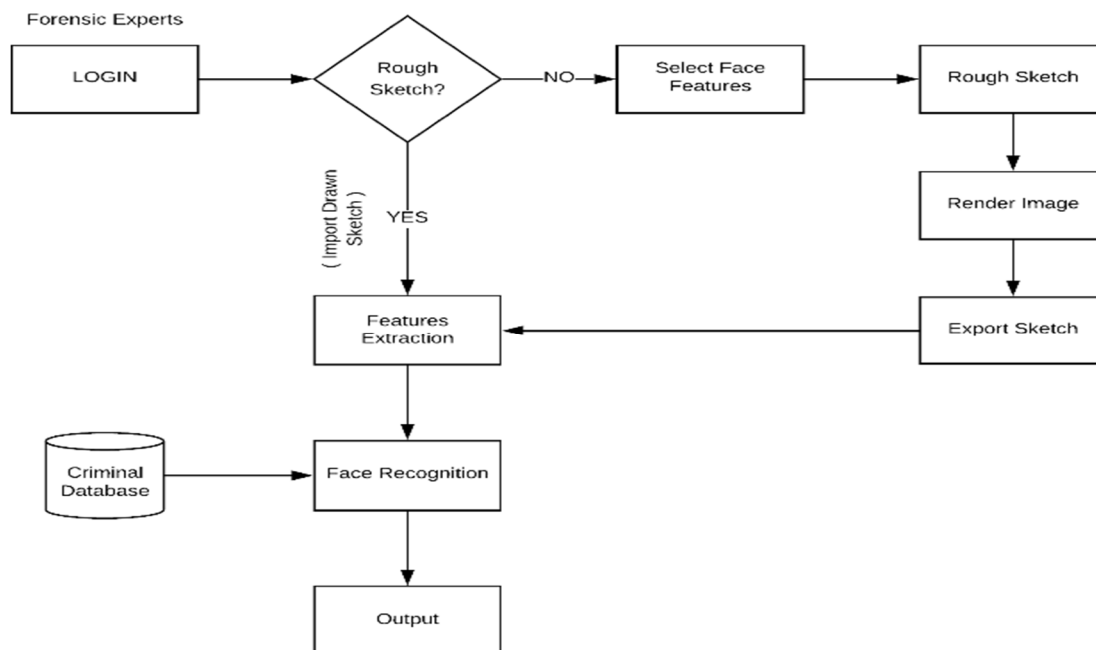 Forensic Experts
LOGIN
Rough
Sketch?
NO
Select Face
Features
Rough Sketch
( Import Drawn
Sketch )
YES
Render Image
Features
Extraction
Export Sketch
Criminal
Database
Face Recognition
Output